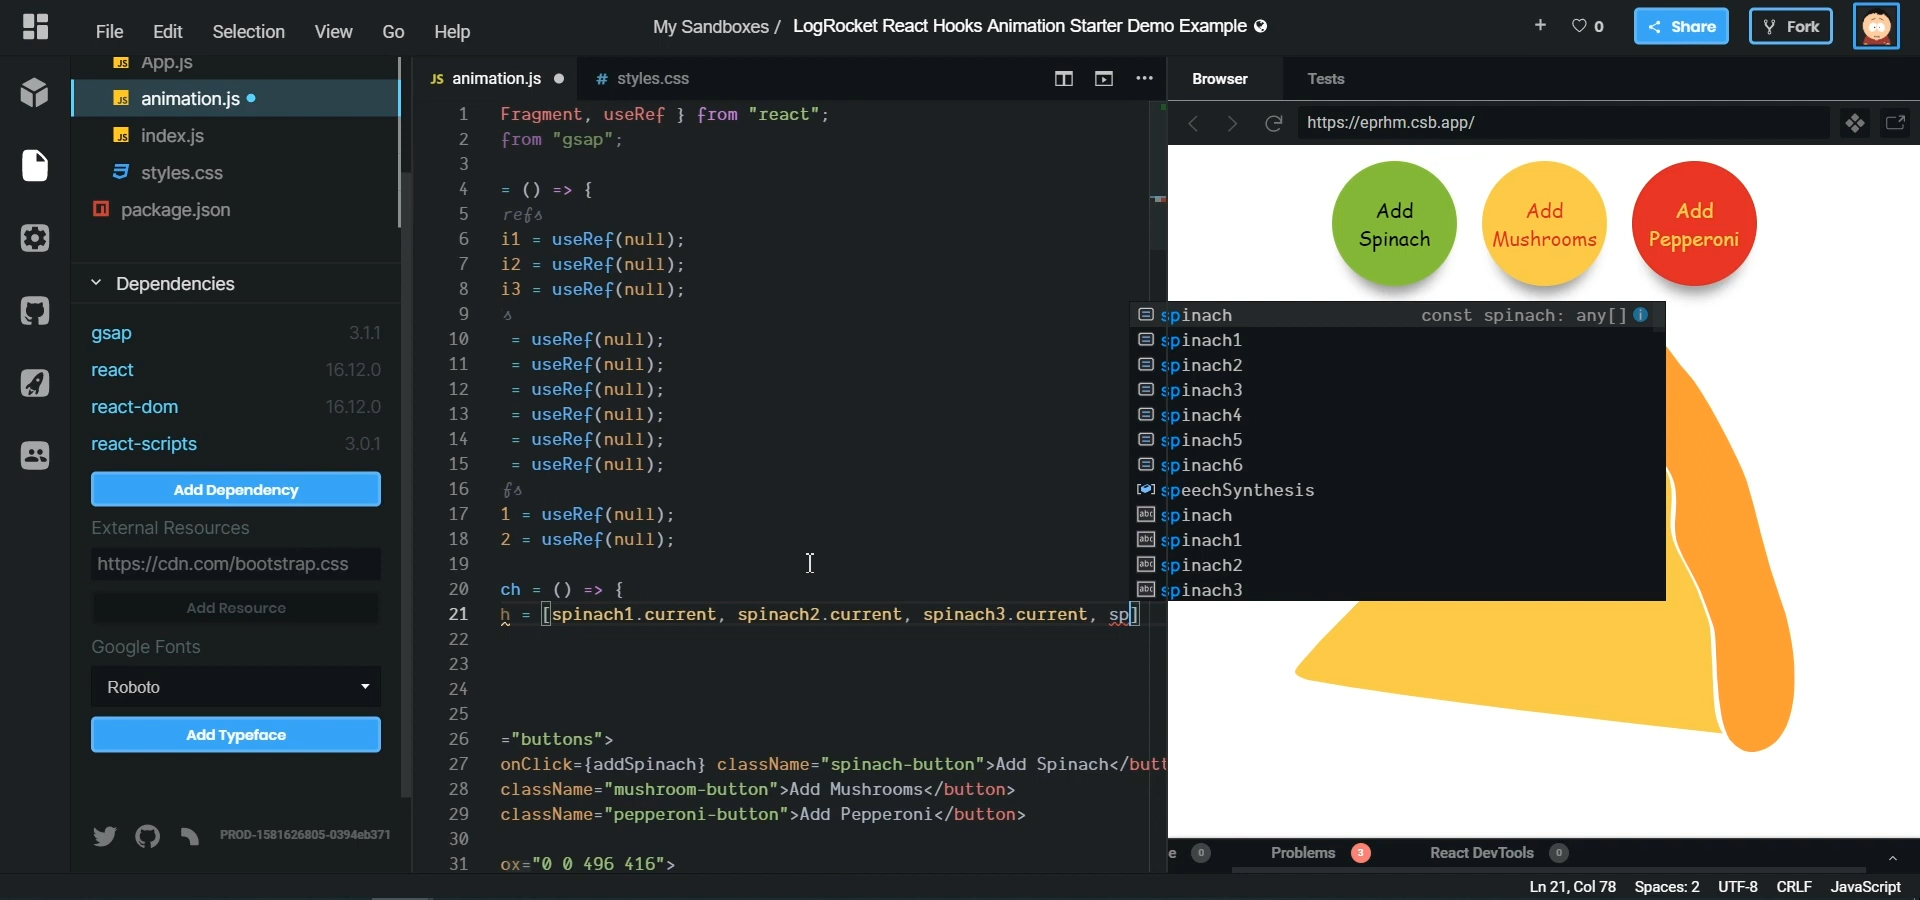 File Edit Selection View Go Help
My Sandboxes / LogRocket React Hooks Animation Starter Demo Example
+ 0 Share Fork
App.js
JS animation.js
JS index.js
styles.css
package.json
Dependencies
gsap 3.1.1
react 16.12.0
react-dom 16.12.0
react-scripts 3.0.1
Add Dependency
External Resources
https://cdn.com/bootstrap.css
Add Resource
Google Fonts
Roboto
Add Typeface
PROD-1581626805-0394eb371
JS animation.js # styles.css
1 Fragment, useRef } from "react";
2 from "gsap";
3
4 = () => {
5 refs
6 i1 = useRef(null);
7 i2 = useRef(null);
8 i3 = useRef(null);
9 s
10 = useRef(null);
11 = useRef(null);
12 = useRef(null);
13 = useRef(null);
14 = useRef(null);
15 = useRef(null);
16 fs
17 1 = useRef(null);
18 2 = useRef(null);
19
20 ch = () => {
21 h = [spinach1.current, spinach2.current, spinach3.current, sp]
22
23
24
25
26 ="buttons">
27 onClick={addSpinach} className="spinach-button">Add Spinach</butt
28 className="mushroom-button">Add Mushrooms</button>
29 className="pepperoni-button">Add Pepperoni</button>
30
31 ox="0 0 496 416">
spinach const spinach: any[]
spinach1
spinach2
spinach3
spinach4
spinach5
spinach6
speechSynthesis
abc spinach
abc spinach1
abc spinach2
abc spinach3
Browser Tests
https://eprhm.csb.app/
Add
Spinach
Add
Mushrooms
Add
Pepperoni
e 0 Problems 3 React DevTools 0
Ln 21, Col 78 Spaces: 2 UTF-8 CRLF JavaScript